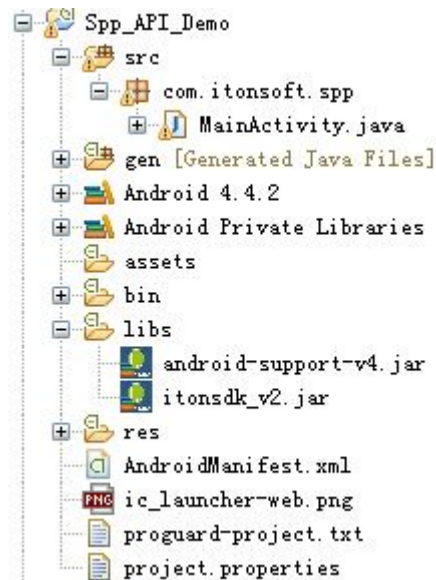 Spp_API_Demo
src
com.itonsoft.spp
MainActivity.java
gen [Generated Java Files]
Android 4.4.2
Android Private Libraries
assets
bin
libs
android-support-v4.jar
itonsdk_v2.jar
res
AndroidManifest.xml
ic_launcher-web.png
proguard-project.txt
project.properties